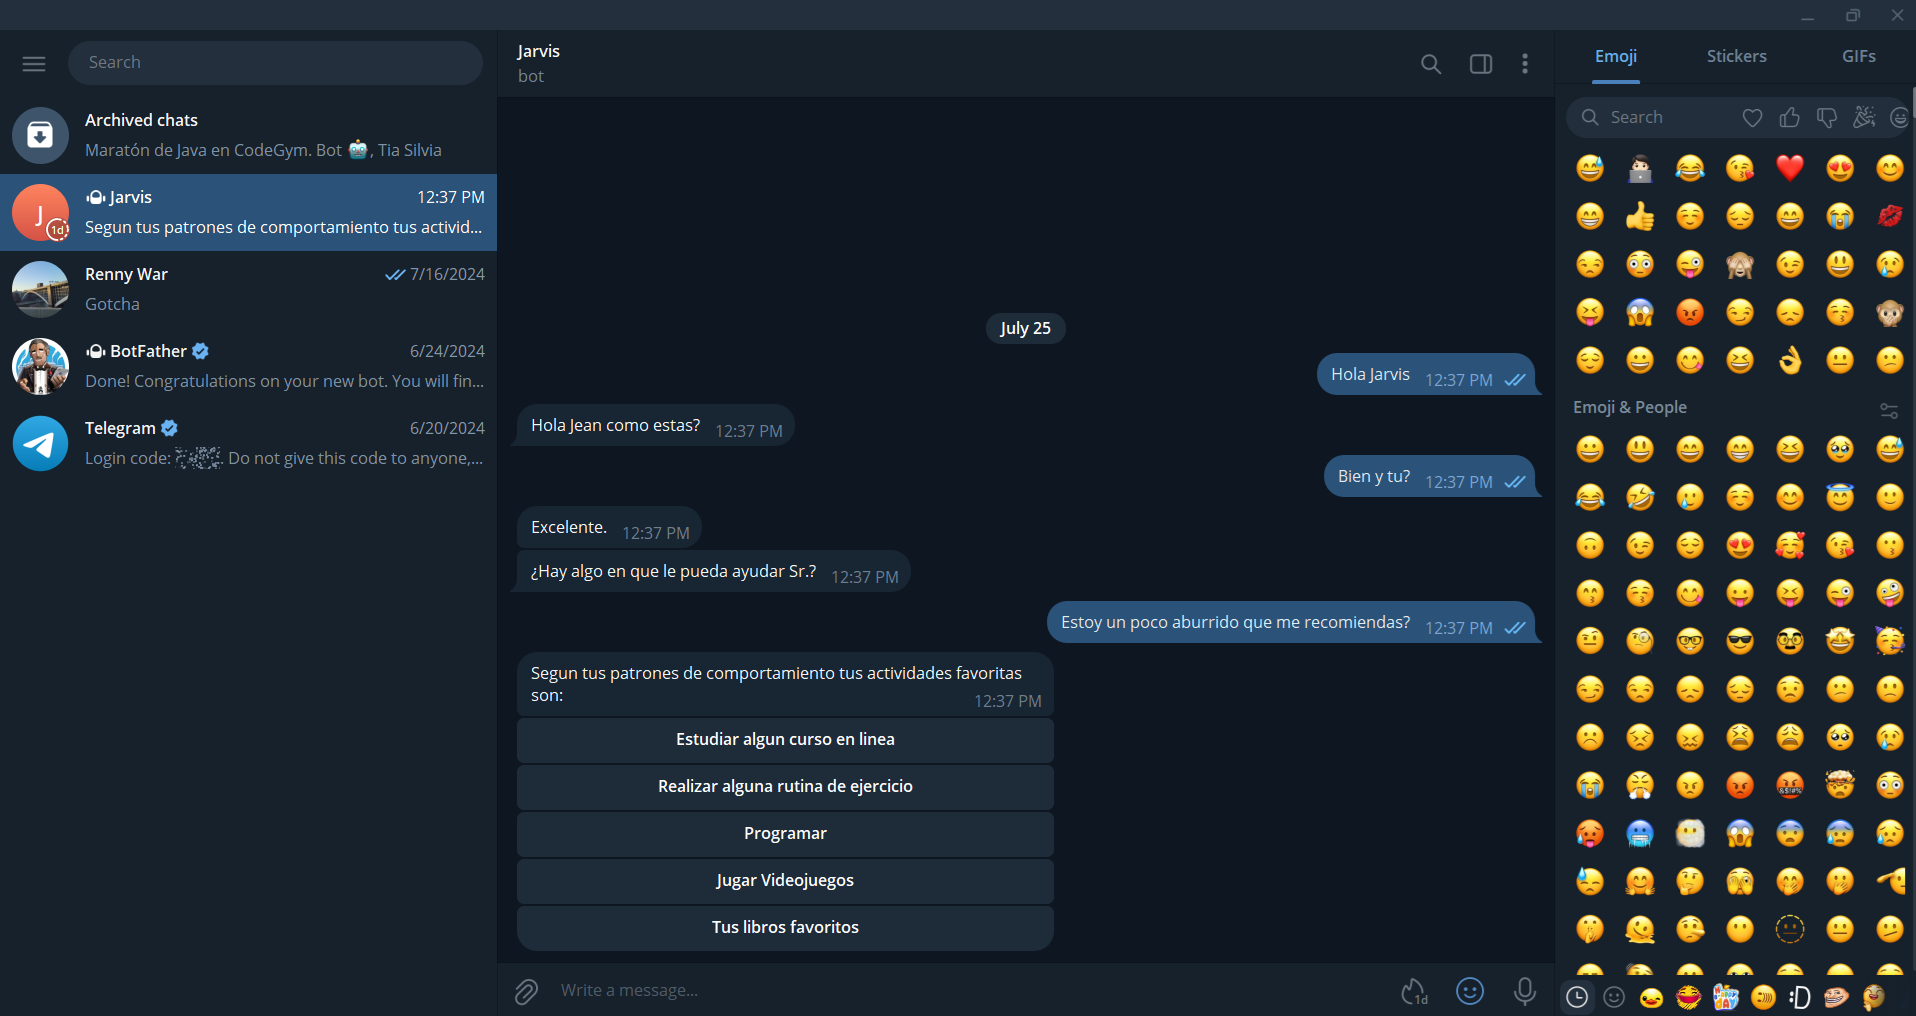 Search
Archived chats
Maratón de Java en CodeGym. Bot 🤖, Tia Silvia
J
1d
Jarvis
12:37 PM
Segun tus patrones de comportamiento tus activid...
Renny War
7/16/2024
Gotcha
BotFather
6/24/2024
Done! Congratulations on your new bot. You will fin...
Telegram
6/20/2024
Login code: . Do not give this code to anyone,...
Jarvis
bot
July 25
Hola Jarvis 12:37 PM
Hola Jean como estas? 12:37 PM
Bien y tu? 12:37 PM
Excelente. 12:37 PM
¿Hay algo en que le pueda ayudar Sr.? 12:37 PM
Estoy un poco aburrido que me recomiendas? 12:37 PM
Segun tus patrones de comportamiento tus actividades favoritas
son: 12:37 PM
Estudiar algun curso en linea
Realizar alguna rutina de ejercicio
Programar
Jugar Videojuegos
Tus libros favoritos
Write a message...
1d
Emoji Stickers GIFs
Search
Emoji & People
:D